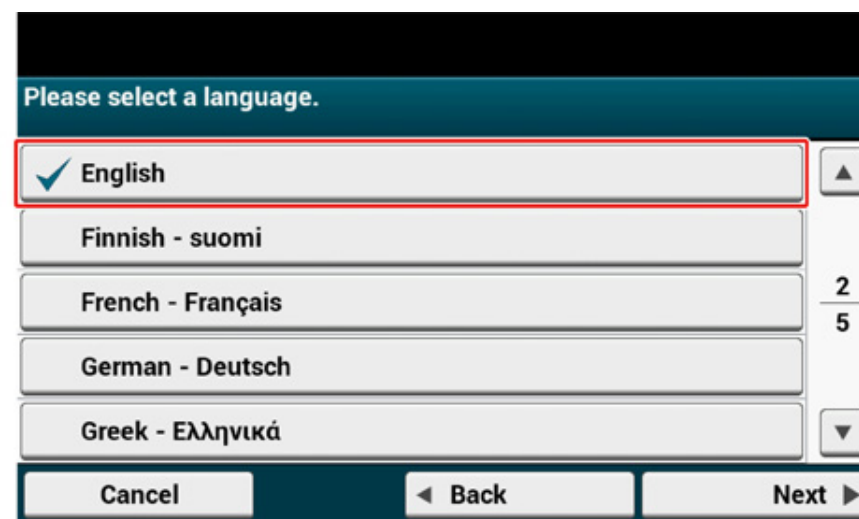 Please select a language.
English
Finnish - suomi
French - Français
German - Deutsch
Greek - Ελληνικά
2
5
Cancel
Back
Next